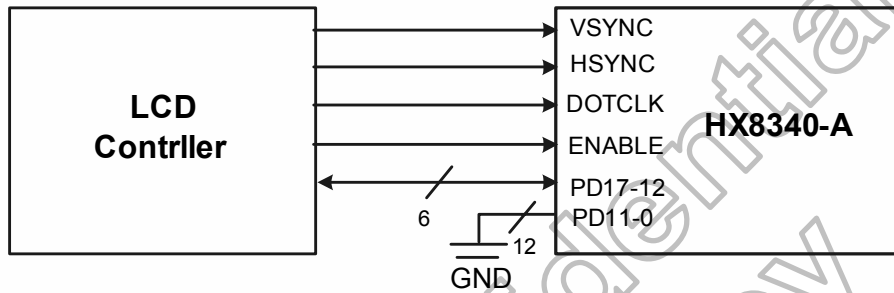 VSYNC
HSYNC
DOTCLK
ENABLE
PD17-12
PD11-0
LCD
Contrller
HX8340-A
6
12
GND